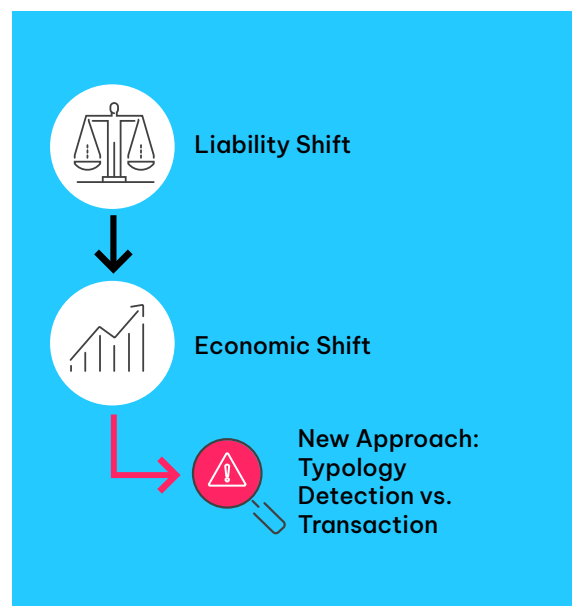 Liability Shift
Economic Shift
New Approach:
Typology
Detection vs.
Transaction